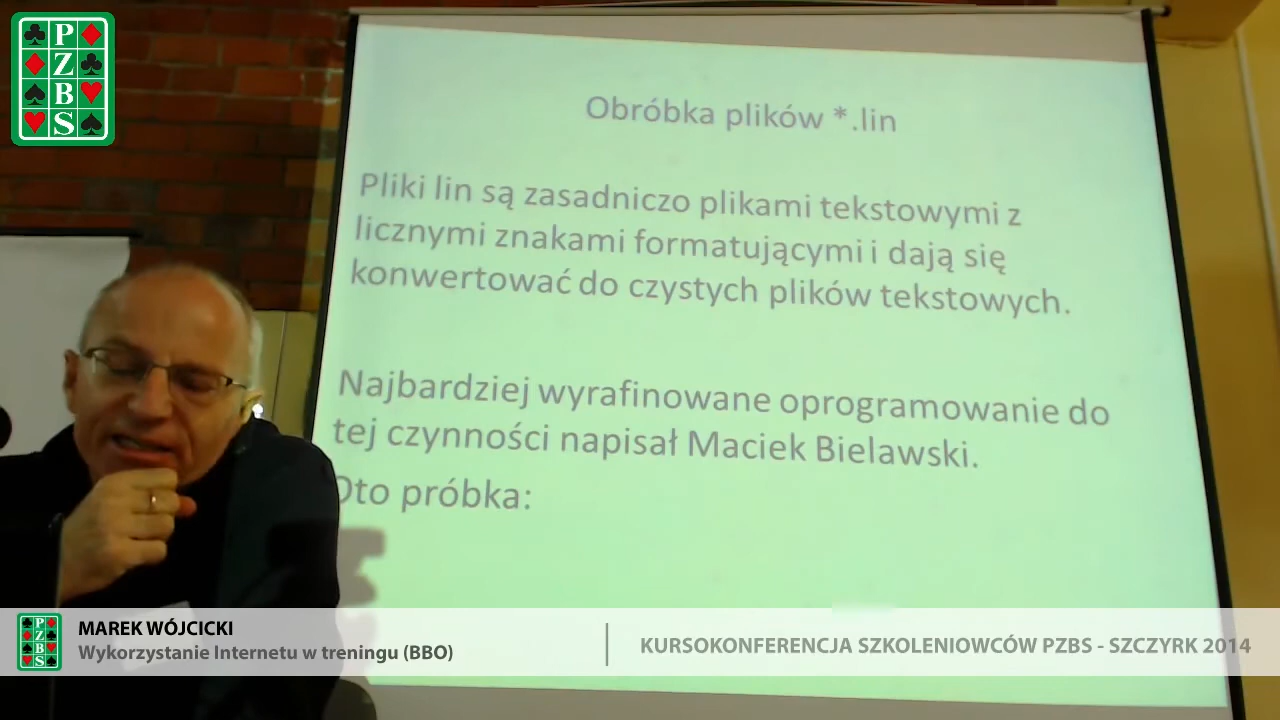 P
Z
B
S
Obróbka plików *.lin
Pliki lin są zasadniczo plikami tekstowymi z
licznymi znakami formatującymi i dają się
konwertować do czystych plików tekstowych.
Najbardziej wyrafinowane oprogramowanie do
tej czynności napisał Maciek Bielawski.
Oto próbka:
P
Z
B
S
MAREK WÓJCICKI
Wykorzystanie Internetu w treningu (BBO)
KURSOKONFERENCJA SZKOLENIOWCÓW PZBS - SZCZYRK 2014